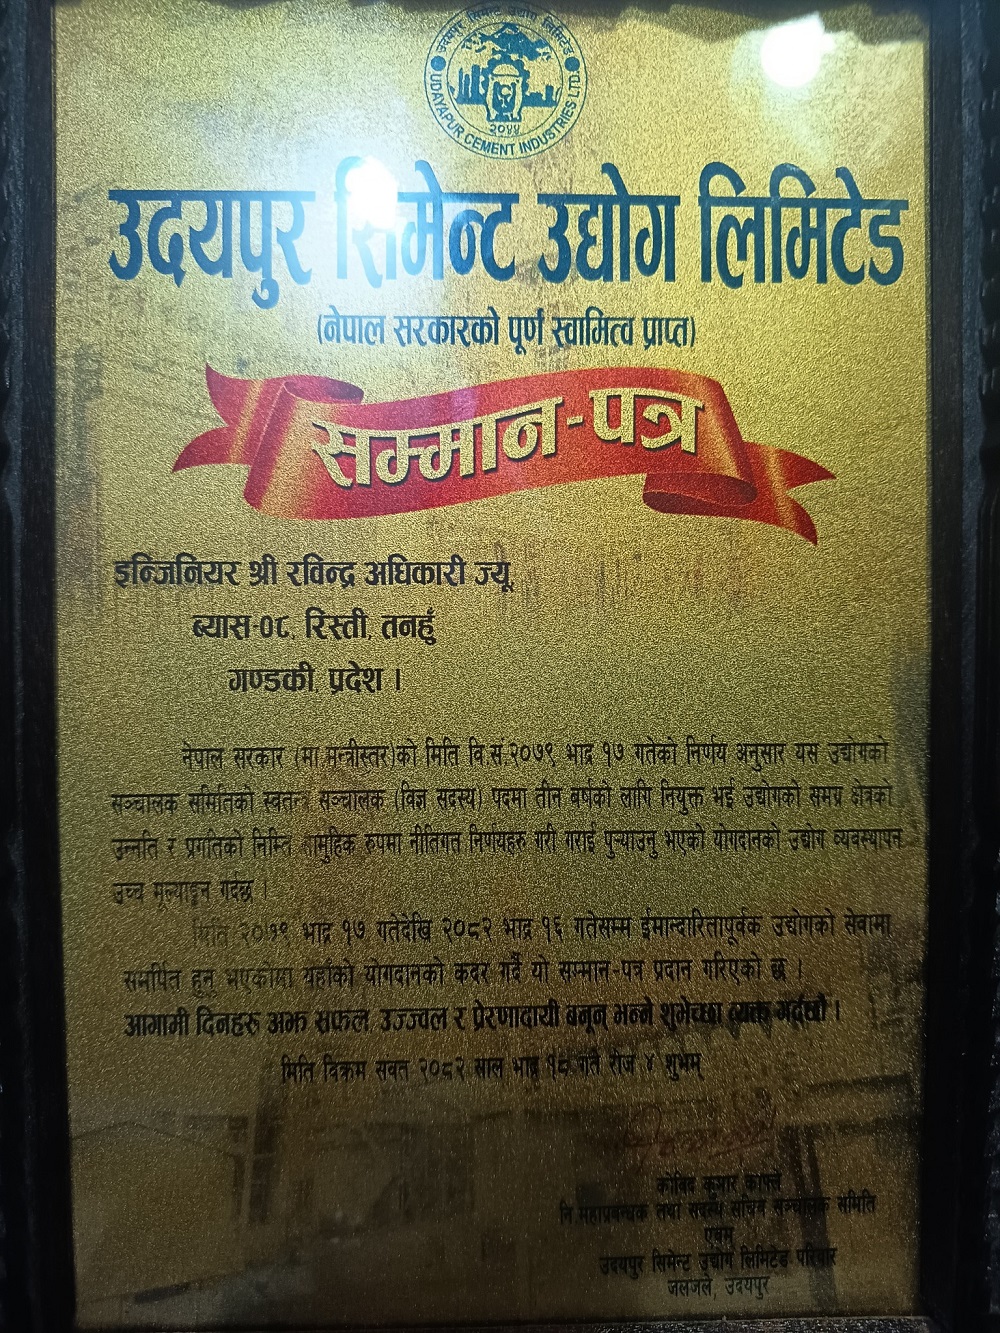 उदयपुर सिमेन्ट उद्योग लिमिटेड
UDAYAPUR CEMENT INDUSTRIES LTD.
२०४४
उदयपुर सिमेन्ट उद्योग लिमिटेड
(नेपाल सरकारको पूर्ण स्वामित्व प्राप्त)
सम्मान-पत्र
इन्जिनियर श्री रविन्द्र अधिकारी ज्यू,
ब्यास-०८, रिस्ती, तनहुँ
गण्डकी प्रदेश ।
नेपाल सरकार (मा.मन्त्रीस्तर)को मिति वि.सं.२०७९ भाद्र १७ गतेको निर्णय अनुसार यस उद्योगको
सञ्चालक समितिको स्वतन्त्र सञ्चालक (विज्ञ सदस्य) पदमा तीन बर्षको लागि नियुक्त भई उद्योगको समग्र क्षेत्रको
उन्नति र प्रगतिको निम्ति सामुहिक रुपमा नीतिगत निर्णयहरु गरी गराई पुऱ्याउनु भएको योगदानको उद्योग व्यवस्थापन
उच्च मूल्याङ्कन गर्दछ ।
मिति २०७९ भाद्र १७ गतेदेखि २०८२ भाद्र १६ गतेसम्म ईमान्दारितापूर्वक उद्योगको सेवामा
समर्पित हुनु भएकोमा यहाँको योगदानको कदर गर्दै यो सम्मान-पत्र प्रदान गरिएको छ ।
आगामी दिनहरु अझ सफल, उज्ज्वल र प्रेरणादायी बनून् भन्ने शुभेच्छा व्यक्त गर्दछौं ।
मिति विक्रम सवत २०८२ साल भाद्र १८ गते रोज ४ शुभम्
कोविद कुमार काफ्ले
नि.महाप्रबन्धक तथा सदस्य सचिव सञ्चालक समिति
एवम्
उदयपुर सिमेन्ट उद्योग लिमिटेड परिवार
जलजले, उदयपुर